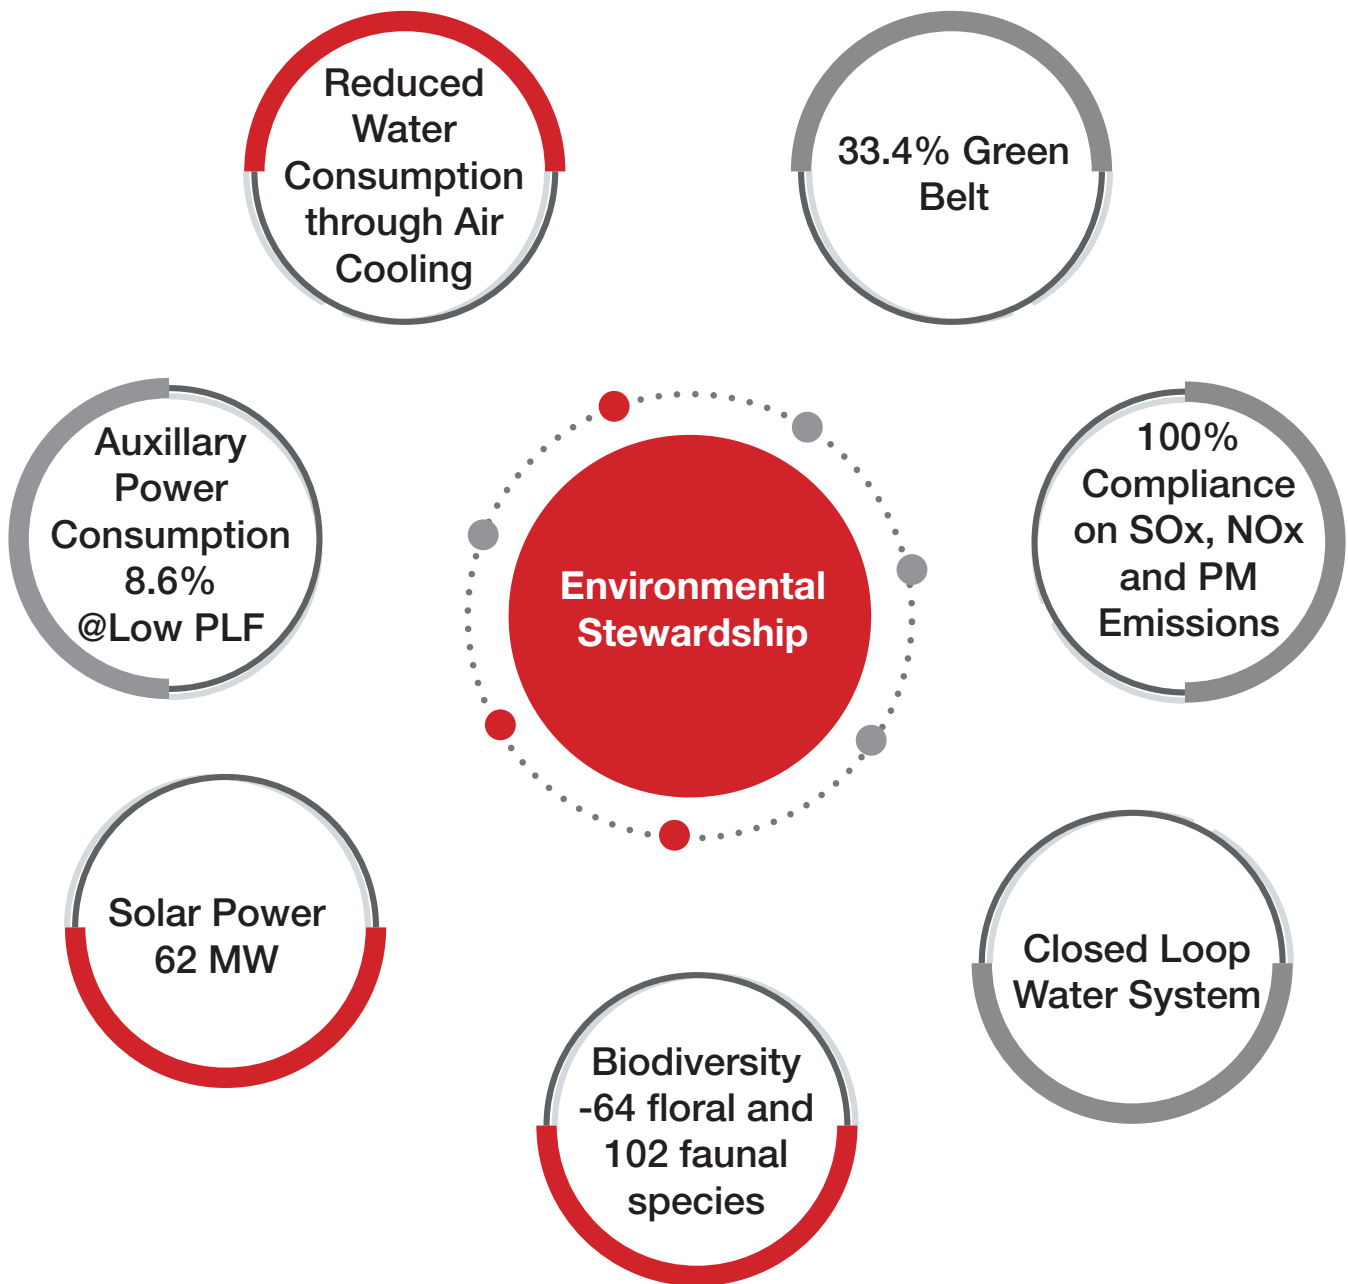 Reduced
Water
Consumption
through Air
Cooling
33.4% Green
Belt
Auxillary
Power
Consumption
8.6%
@Low PLF
Environmental
Stewardship
100%
Compliance
on SOx, NOx
and PM
Emissions
Solar Power
62 MW
Biodiversity
-64 floral and
102 faunal
species
Closed Loop
Water System